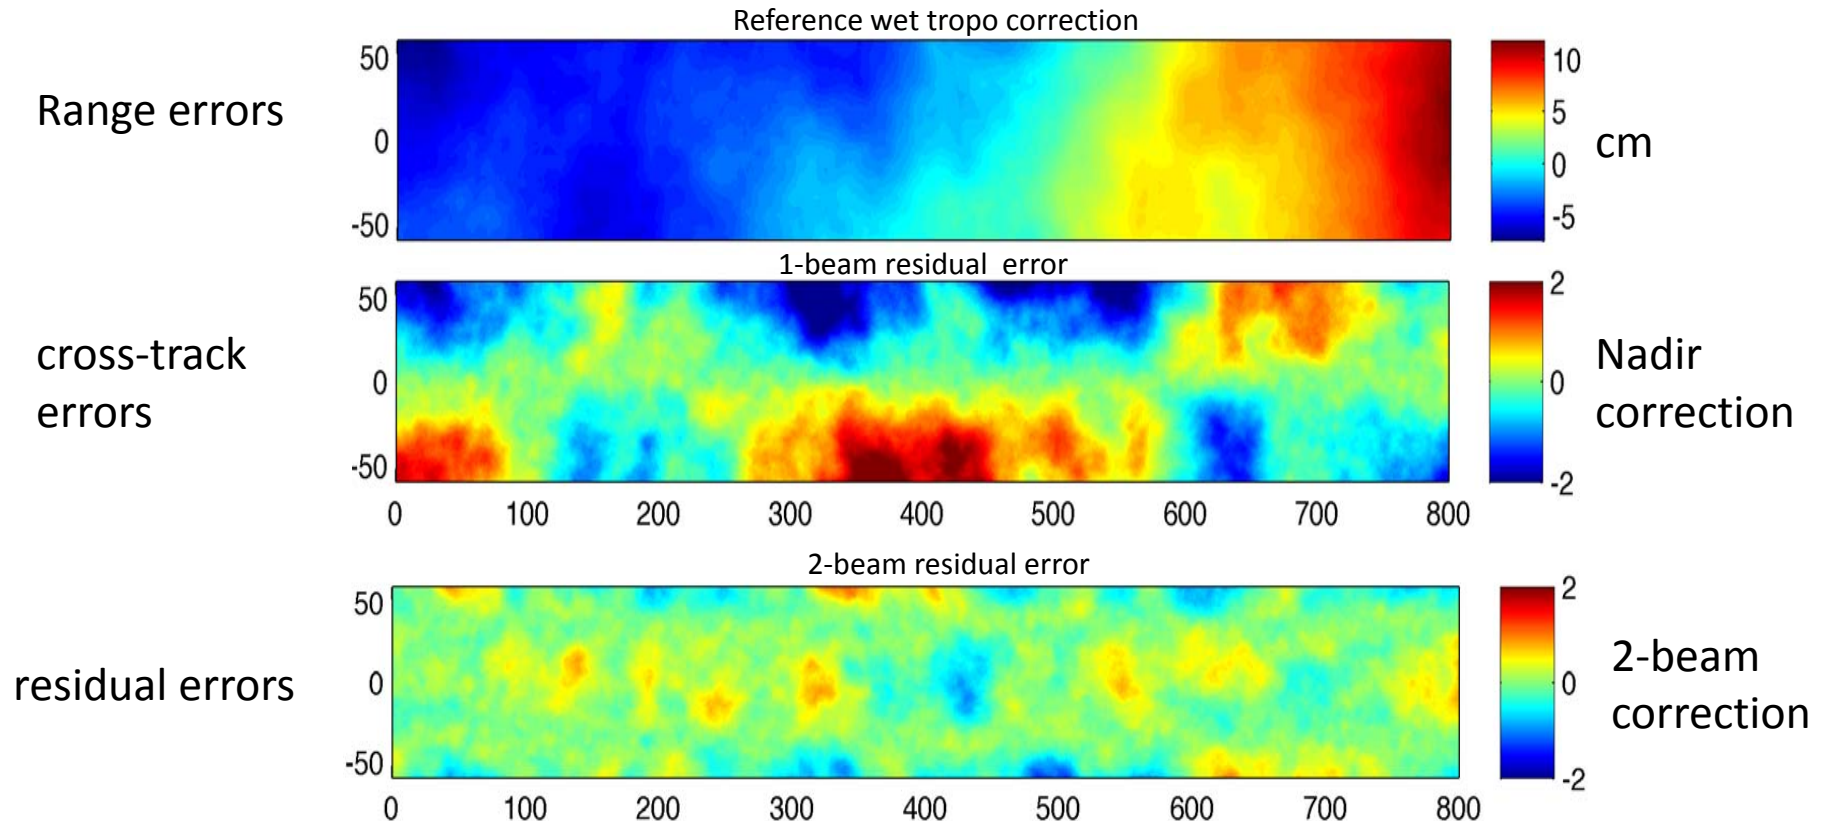 Reference wet tropo correction
Range errors
50
0
-50
10
5
0
-5
cm
1-beam residual  error
cross-track
errors
50
0
-50
0 100 200 300 400 500 600 700 800
2
0
-2
Nadir
correction
2-beam residual error
residual errors
50
0
-50
0 100 200 300 400 500 600 700 800
2
0
-2
2-beam
correction